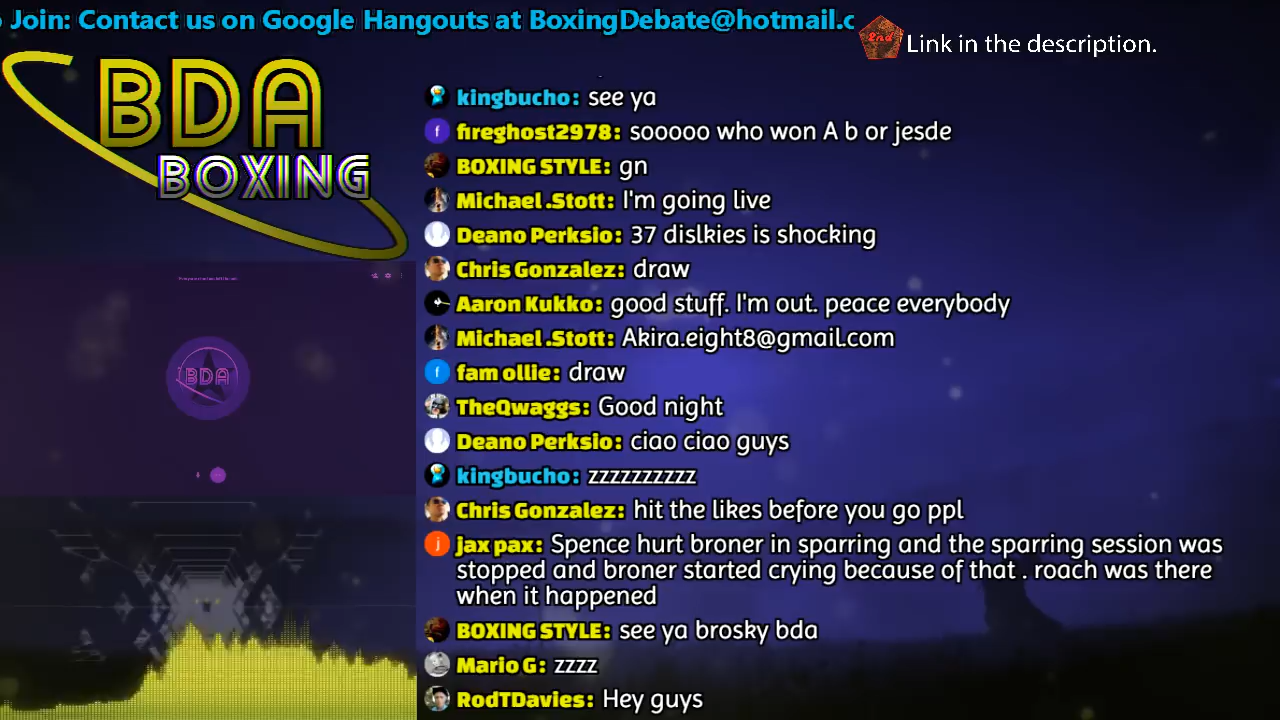 Join: Contact us on Google Hangouts at BoxingDebate@hotmail.c
2nd
Link in the description.
BDA
BOXING
kingbucho: see ya
fireghost2978: sooooo who won A b or jesde
BOXING STYLE: gn
Michael .Stott: I'm going live
Deano Perksio: 37 dislkies is shocking
Chris Gonzalez: draw
Aaron Kukko: good stuff. I'm out. peace everybody
Michael .Stott: Akira.eight8@gmail.com
fam ollie: draw
TheQwaggs: Good night
Deano Perksio: ciao ciao guys
kingbucho: zzzzzzzzzz
Chris Gonzalez: hit the likes before you go ppl
jax pax: Spence hurt broner in sparring and the sparring session was
stopped and broner started crying because of that . roach was there
when it happened
BOXING STYLE: see ya brosky bda
Mario G: zzzz
RodTDavies: Hey guys
BDA